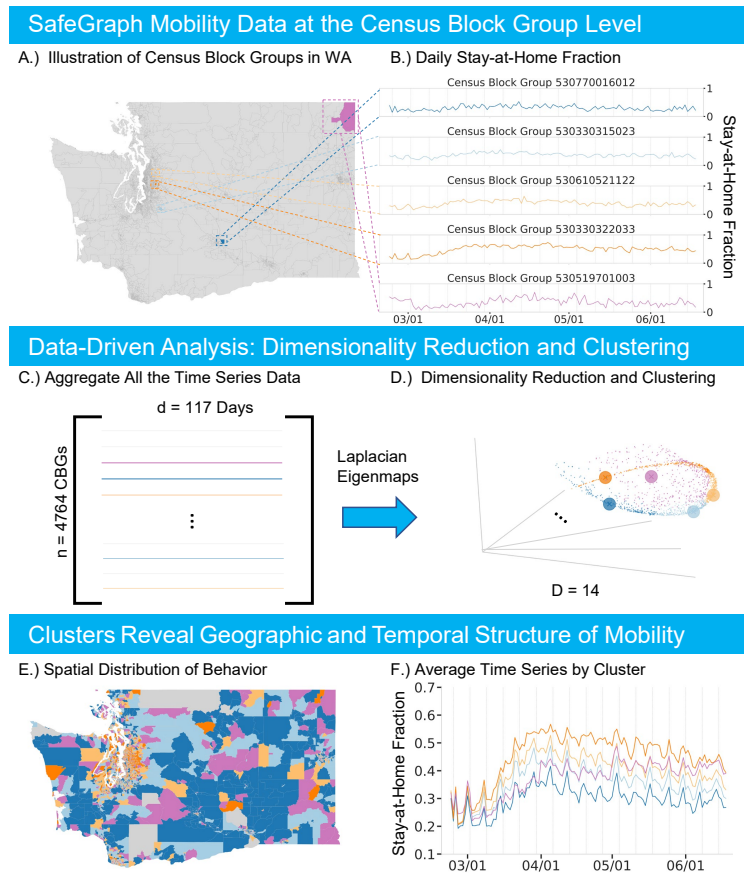 SafeGraph Mobility Data at the Census Block Group Level
A.) Illustration of Census Block Groups in WA
B.) Daily Stay-at-Home Fraction
Census Block Group 530770016012
1
0
Census Block Group 530330315023
1
0
Census Block Group 530610521122
1
0
Census Block Group 530330322033
1
0
Census Block Group 530519701003
1
0
03/01 04/01 05/01 06/01
Stay-at-Home Fraction
Data-Driven Analysis: Dimensionality Reduction and Clustering
C.) Aggregate All the Time Series Data
d = 117 Days
n = 4764 CBGs
Laplacian
Eigenmaps
D.) Dimensionality Reduction and Clustering
D = 14
Clusters Reveal Geographic and Temporal Structure of Mobility
E.) Spatial Distribution of Behavior
F.) Average Time Series by Cluster
Stay-at-Home Fraction
0.7
0.6
0.5
0.4
0.3
0.2
0.1
03/01 04/01 05/01 06/01